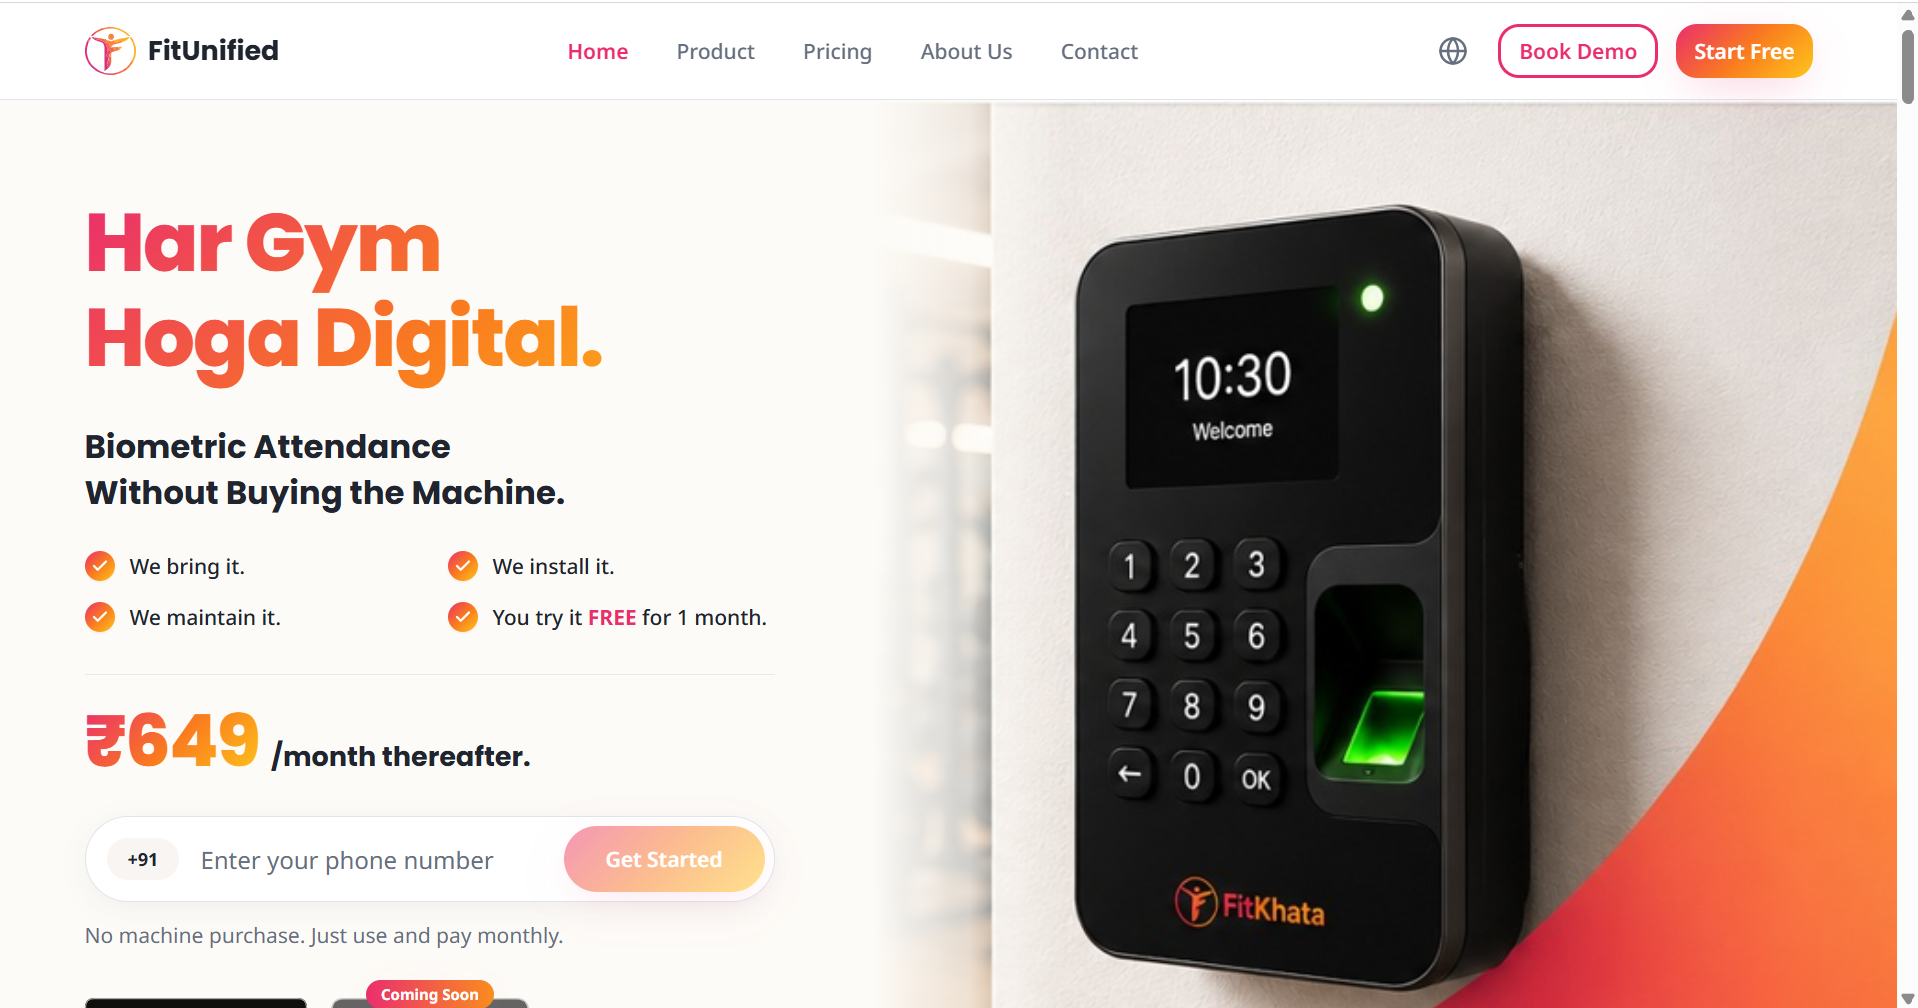 FitUnified
Home
Product
Pricing
About Us
Contact
Book Demo
Start Free
Har Gym
Hoga Digital.
Biometric Attendance
Without Buying the Machine.
We bring it.
We install it.
We maintain it.
You try it FREE for 1 month.
₹649 /month thereafter.
+91
Enter your phone number
Get Started
No machine purchase. Just use and pay monthly.
Coming Soon
10:30
Welcome
1 2 3
4 5 6
7 8 9
← 0 OK
FitKhata